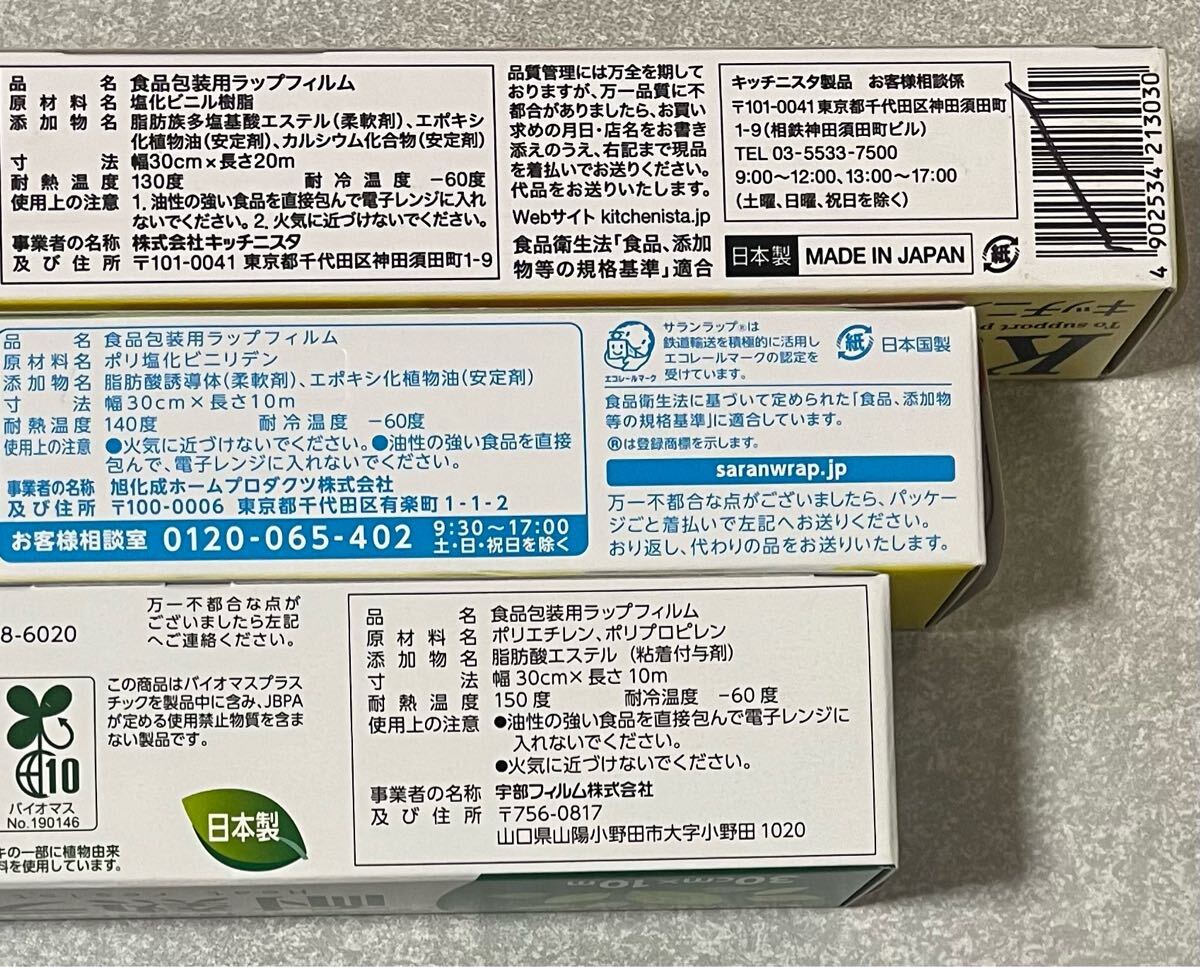 品名 食品包装用ラップフィルム
原材料名 塩化ビニル樹脂
添加物名 脂肪族多塩基酸エステル(柔軟剤)、エポキシ
化植物油(安定剤)、カルシウム化合物(安定剤)
寸法 幅30cm×長さ20m
耐熱温度 130度 耐冷温度 −60度
使用上の注意 1. 油性の強い食品を直接包んで電子レンジに入れ
ないでください。2. 火気に近づけないでください。
事業者の名称 株式会社キッチニスタ
及び住所 〒101-0041 東京都千代田区神田須田町1-9
品質管理には万全を期して
おりますが、万一品質に不
都合がありましたら、お買い
求めの月日・店名をお書き
添えのうえ、右記まで現品
を着払いでお送りください。
代品をお送りいたします。
Webサイト kitchenista.jp
食品衛生法「食品、添加
物等の規格基準」適合
キッチニスタ製品 お客様相談係
〒101-0041 東京都千代田区神田須田町
1-9(相鉄神田須田町ビル)
TEL 03-5533-7500
9:00〜12:00、13:00〜17:00
(土曜、日曜、祝日を除く)
日本製 MADE IN JAPAN
紙
4 902534 213030
To support
K
キッチニ
品名 食品包装用ラップフィルム
原材料名 ポリ塩化ビニリデン
添加物名 脂肪酸誘導体(柔軟剤)、エポキシ化植物油(安定剤)
寸法 幅30cm×長さ10m
耐熱温度 140度 耐冷温度 −60度
使用上の注意 ●火気に近づけないでください。●油性の強い食品を直接
包んで、電子レンジに入れないでください。
事業者の名称 旭化成ホームプロダクツ株式会社
及び住所 〒100-0006 東京都千代田区有楽町1-1-2
お客様相談室 0120-065-402 9:30〜17:00
土・日・祝日を除く
エコレールマーク
サランラップ®は
鉄道輸送を積極的に活用し
エコレールマークの認定を
受けています。
紙 日本国製
食品衛生法に基づいて定められた「食品、添加物
等の規格基準」に適合しています。
®は登録商標を示します。
saranwrap.jp
万一不都合な点がございましたら、パッケー
ジごと着払いで左記へお送りください。
おり返し、代わりの品をお送りいたします。
8-6020
万一不都合な点が
ございましたら左記
へご連絡ください。
この商品はバイオマスプラス
チックを製品中に含み、JBPA
が定める使用禁止物質を含ま
ない製品です。
10
バイオマス
No.190146
キの一部に植物由来
料を使用しています。
日本製
品名 食品包装用ラップフィルム
原材料名 ポリエチレン、ポリプロピレン
添加物名 脂肪酸エステル (粘着付与剤)
寸法 幅 30cm× 長さ 10m
耐熱温度 150 度 耐冷温度 −60 度
使用上の注意 ●油性の強い食品を直接包んで電子レンジに
入れないでください。
●火気に近づけないでください。
事業者の名称 宇部フィルム株式会社
及び住所 〒756-0817
山口県山陽小野田市大字小野田 1020
30cm×10m